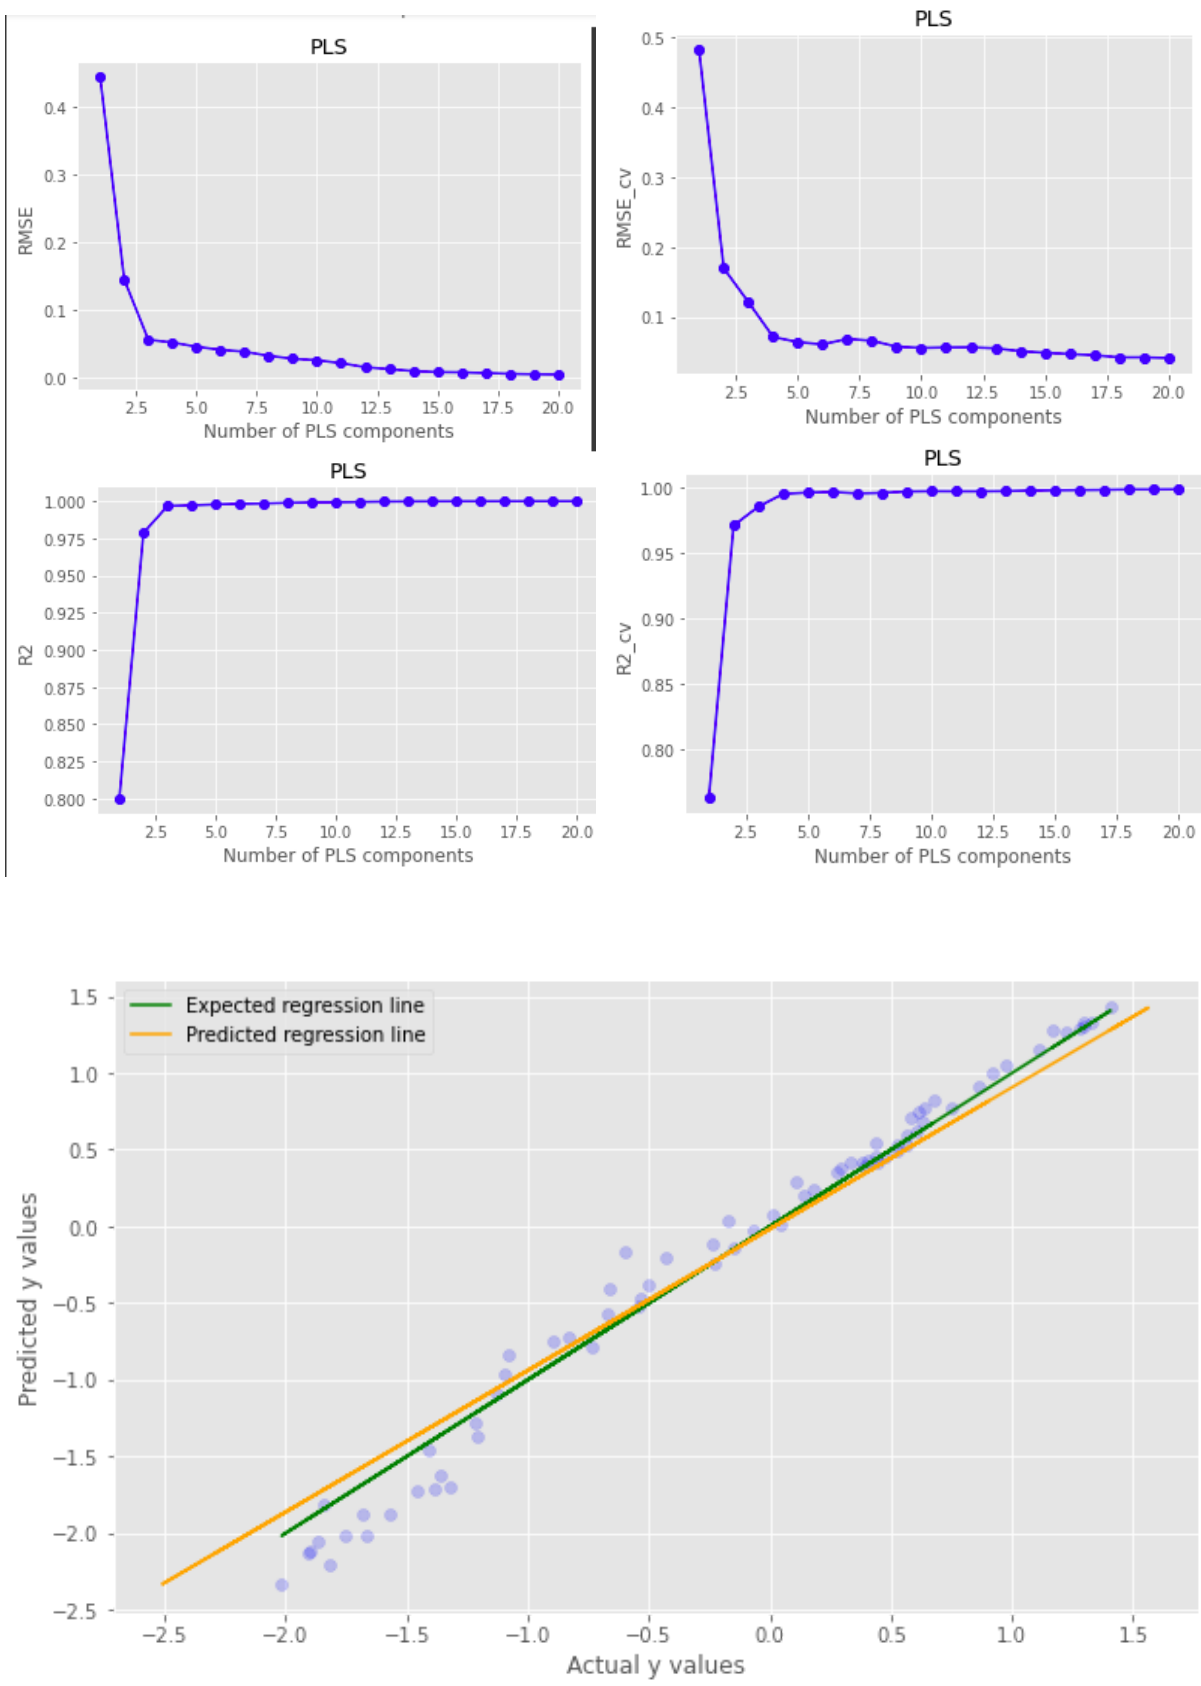 PLS
0.4
0.3
0.2
0.1
0.0
RMSE
2.5 5.0 7.5 10.0 12.5 15.0 17.5 20.0
Number of PLS components
PLS
0.5
0.4
0.3
0.2
0.1
RMSE_cv
2.5 5.0 7.5 10.0 12.5 15.0 17.5 20.0
Number of PLS components
PLS
1.000
0.975
0.950
0.925
0.900
0.875
0.850
0.825
0.800
R2
2.5 5.0 7.5 10.0 12.5 15.0 17.5 20.0
Number of PLS components
PLS
1.00
0.95
0.90
0.85
0.80
R2_cv
2.5 5.0 7.5 10.0 12.5 15.0 17.5 20.0
Number of PLS components
Expected regression line
Predicted regression line
1.5
1.0
0.5
0.0
−0.5
−1.0
−1.5
−2.0
−2.5
Predicted y values
−2.5 −2.0 −1.5 −1.0 −0.5 0.0 0.5 1.0 1.5
Actual y values